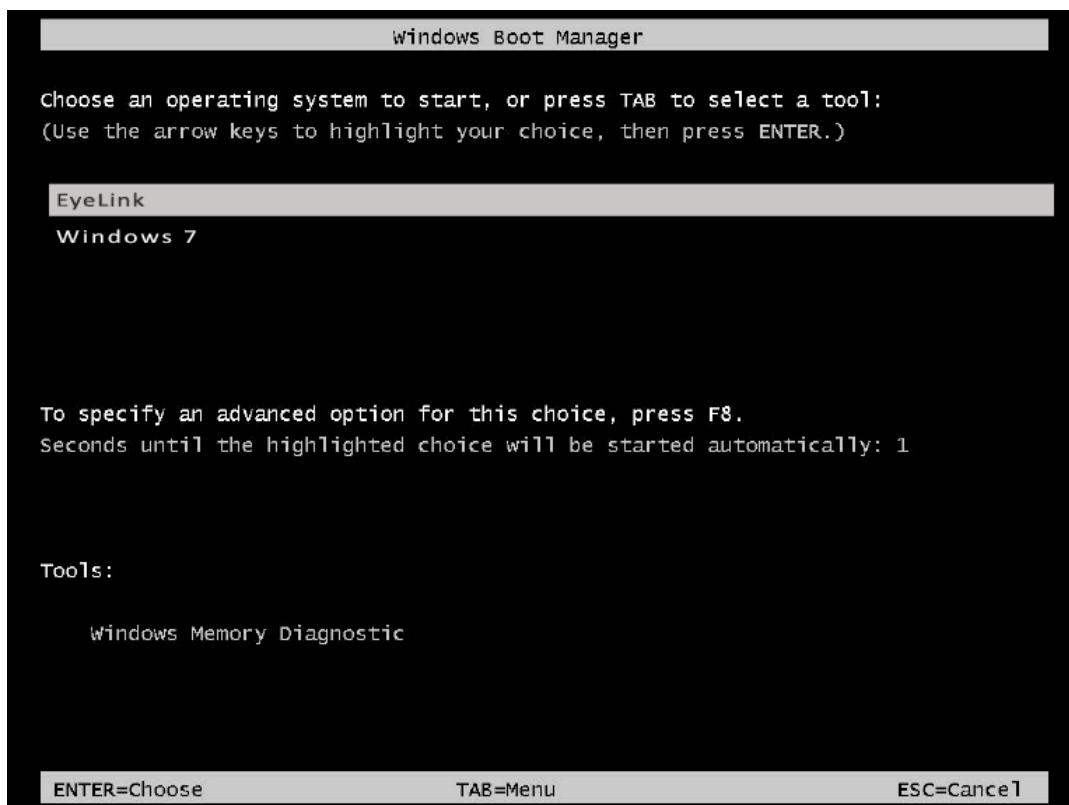 Windows Boot Manager
Choose an operating system to start, or press TAB to select a tool:
(Use the arrow keys to highlight your choice, then press ENTER.)
EyeLink
Windows 7
To specify an advanced option for this choice, press F8.
Seconds until the highlighted choice will be started automatically: 1
Tools:
Windows Memory Diagnostic
ENTER=Choose TAB=Menu ESC=Cancel